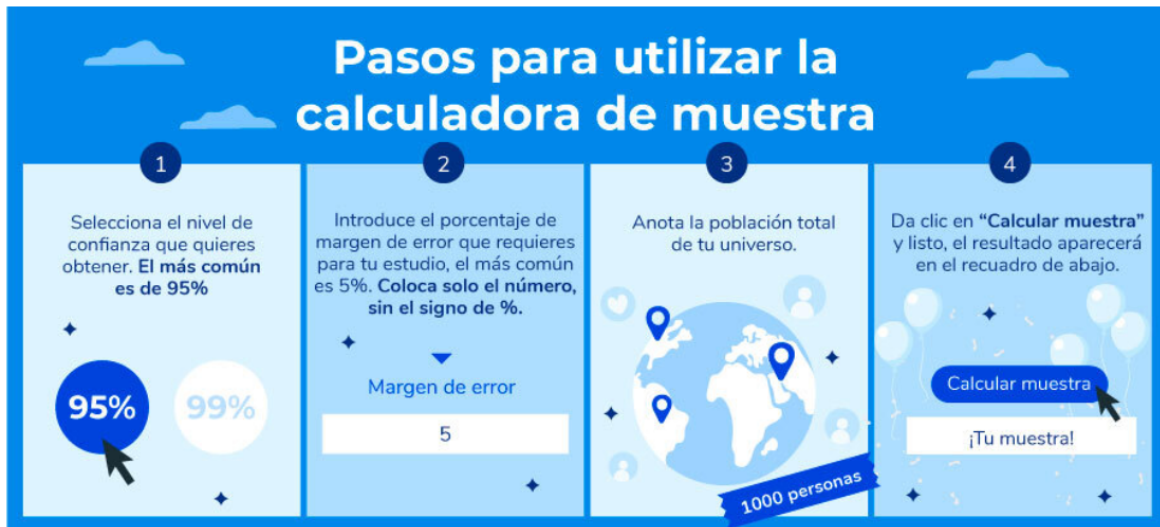 Pasos para utilizar la
calculadora de muestra
1
Selecciona el nivel de
confianza que quieres
obtener. El más común
es de 95%
95%
99%
2
Introduce el porcentaje de
margen de error que requieres
para tu estudio, el más común
es 5%. Coloca solo el número,
sin el signo de %.
Margen de error
5
3
Anota la población total
de tu universo.
1000 personas
4
Da clic en “Calcular muestra”
y listo, el resultado aparecerá
en el recuadro de abajo.
Calcular muestra
¡Tu muestra!